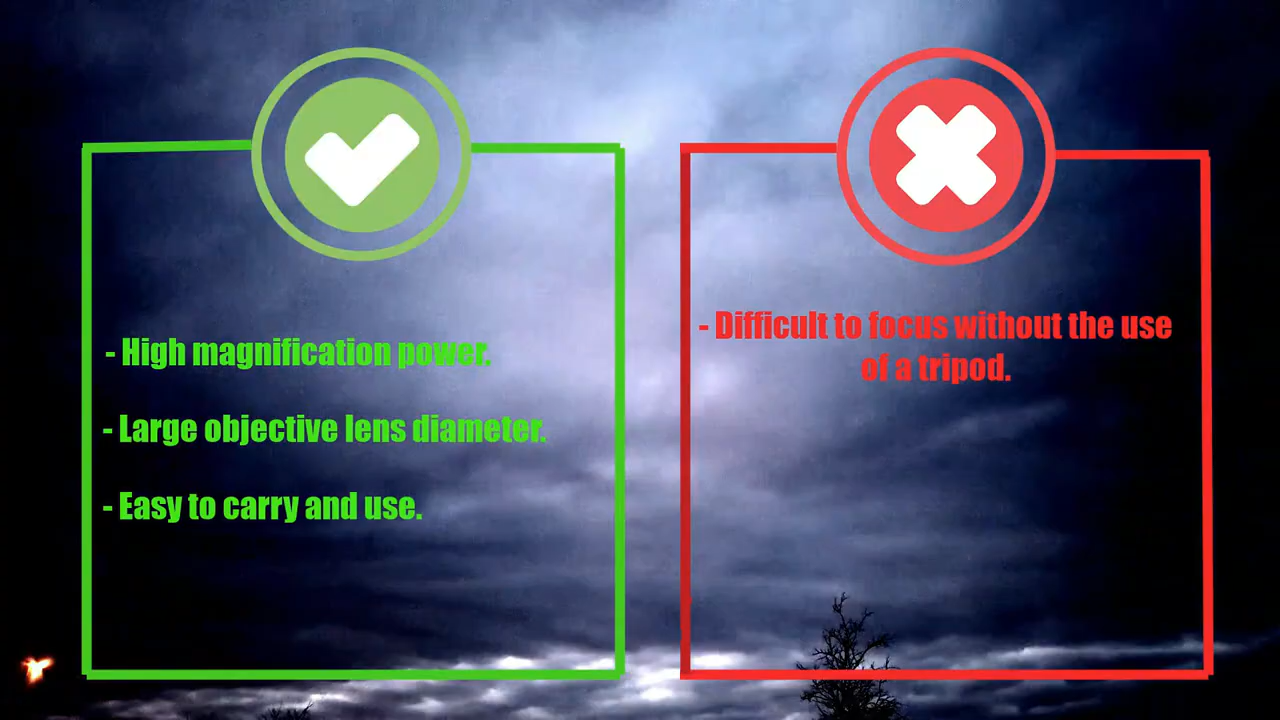 - High magnification power.
- Large objective lens diameter.
- Easy to carry and use.
- Difficult to focus without the use
of a tripod.